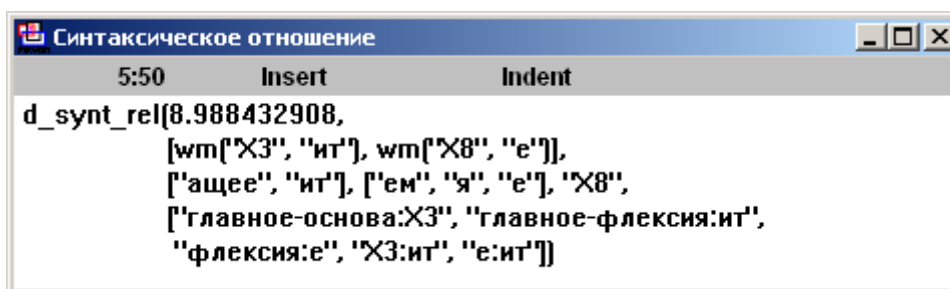 Синтаксическое отношение
5:50 Insert Indent
d_synt_rel(8.988432908,
[wm("X3", "ит"), wm("X8", "е")],
["ащее", "ит"], ["ем", "я", "е"], "X8",
["главное-основа:X3", "главное-флексия:ит",
"флексия:е", "X3:ит", "е:ит"])